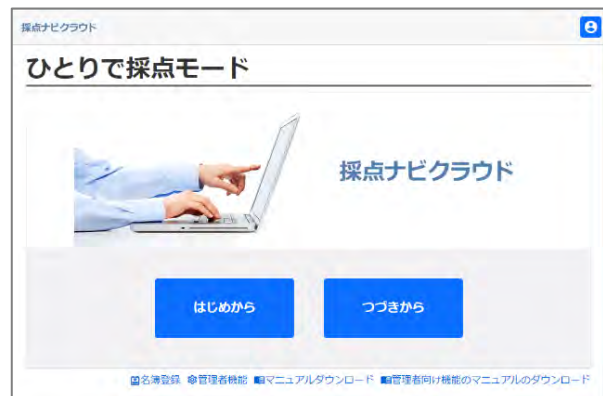 採点ナビクラウド
ひとりで採点モード
採点ナビクラウド
はじめから つづきから
名簿登録 管理者機能 マニュアルダウンロード 管理者向け機能のマニュアルのダウンロード